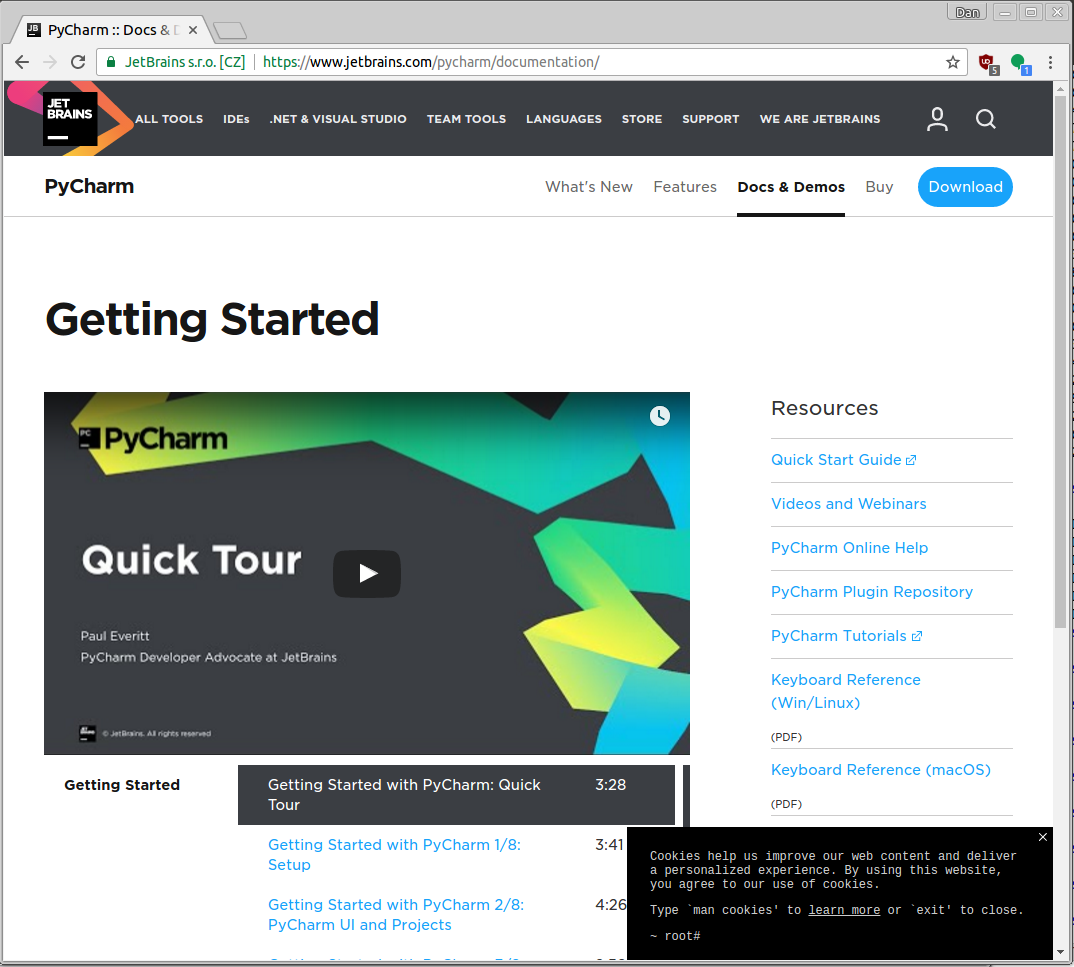 Dan
JB
PyCharm :: Docs & D
JetBrains s.r.o. [CZ]
https://www.jetbrains.com/pycharm/documentation/
5
1
JET
BRAINS
ALL TOOLS
IDEs
.NET & VISUAL STUDIO
TEAM TOOLS
LANGUAGES
STORE
SUPPORT
WE ARE JETBRAINS
PyCharm
What's New
Features
Docs & Demos
Buy
Download
Getting Started
PC
PyCharm
Quick Tour
Paul Everitt
PyCharm Developer Advocate at JetBrains
© JetBrains. All rights reserved
Resources
Quick Start Guide
Videos and Webinars
PyCharm Online Help
PyCharm Plugin Repository
PyCharm Tutorials
Keyboard Reference
(Win/Linux)
(PDF)
Keyboard Reference (macOS)
(PDF)
Getting Started
Getting Started with PyCharm: Quick
Tour
3:28
Getting Started with PyCharm 1/8:
Setup
3:41
Getting Started with PyCharm 2/8:
PyCharm UI and Projects
4:26
Cookies help us improve our web content and deliver
a personalized experience. By using this website,
you agree to our use of cookies.
Type `man cookies' to learn more or `exit' to close.
~ root#